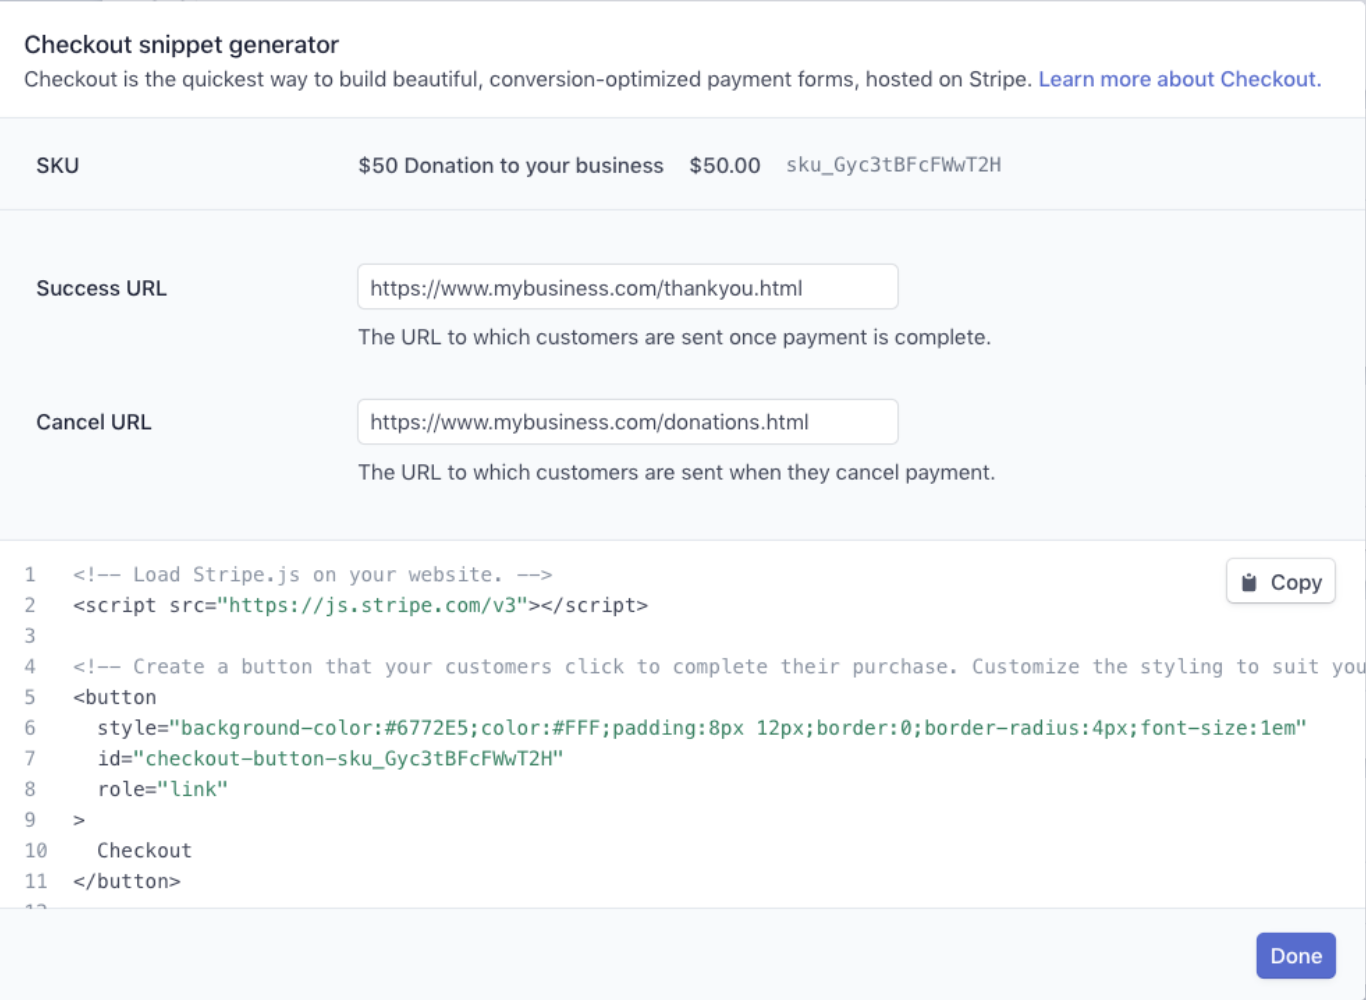 Checkout snippet generator
Checkout is the quickest way to build beautiful, conversion-optimized payment forms, hosted on Stripe. Learn more about Checkout.
SKU $50 Donation to your business $50.00 sku_Gyc3tBFcFWwT2H
Success URL https://www.mybusiness.com/thankyou.html
The URL to which customers are sent once payment is complete.
Cancel URL https://www.mybusiness.com/donations.html
The URL to which customers are sent when they cancel payment.
Copy
1 <!-- Load Stripe.js on your website. -->
2 <script src="https://js.stripe.com/v3"></script>
3
4 <!-- Create a button that your customers click to complete their purchase. Customize the styling to suit you
5 <button
6 style="background-color:#6772E5;color:#FFF;padding:8px 12px;border:0;border-radius:4px;font-size:1em"
7 id="checkout-button-sku_Gyc3tBFcFWwT2H"
8 role="link"
9 >
10 Checkout
11 </button>
Done